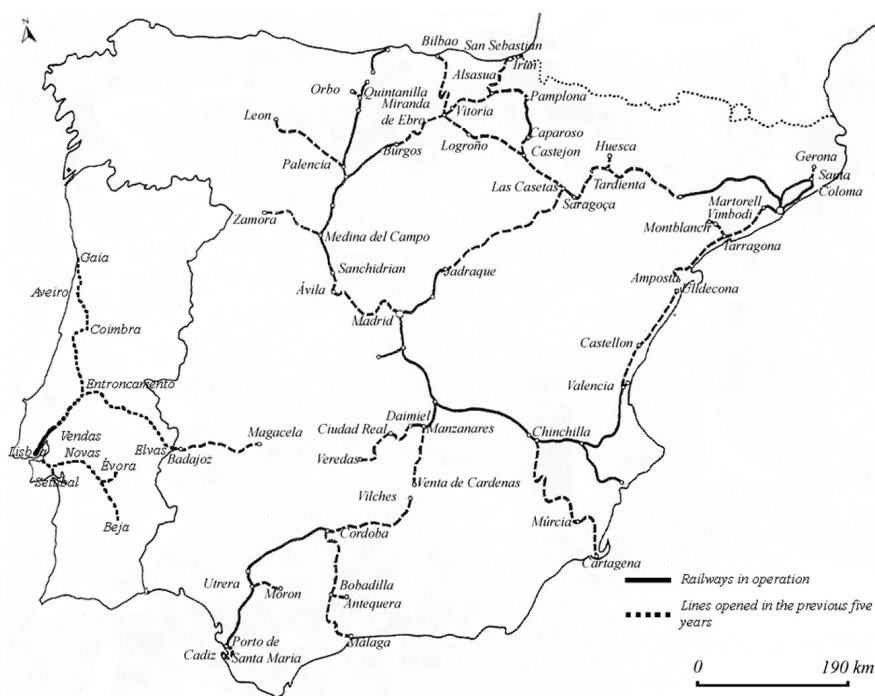 N
Bilbao
San Sebastian
Irun
Alsasua
Orbo
Quintanilla
Miranda
de Ebro
Vitoria
Pamplona
Leon
Caparoso
Burgos
Logroño
Castejon
Huesca
Palencia
Gerona
Las Casetas
Tardienta
Santa
Coloma
Saragoça
Martorell
Vimbodi
Zamora
Montblanch
Medina del Campo
Tarragona
Gaia
Sanchidrian
Jadraque
Amposta
Ulldecona
Aveiro
Ávila
Madrid
Coimbra
Castellon
Entroncamento
Valencia
Daimiel
Vendas
Novas
Magacela
Ciudad Real
Manzanares
Chinchilla
Lisboa
Elvas
Badajoz
Veredas
Évora
Setubal
Venta de Cardenas
Vilches
Beja
Múrcia
Cordoba
Cartagena
Utrera
Moron
Bobadilla
Antequera
Railways in operation
Lines opened in the previous five
years
Porto de
Santa Maria
Cadiz
Málaga
0 190 km